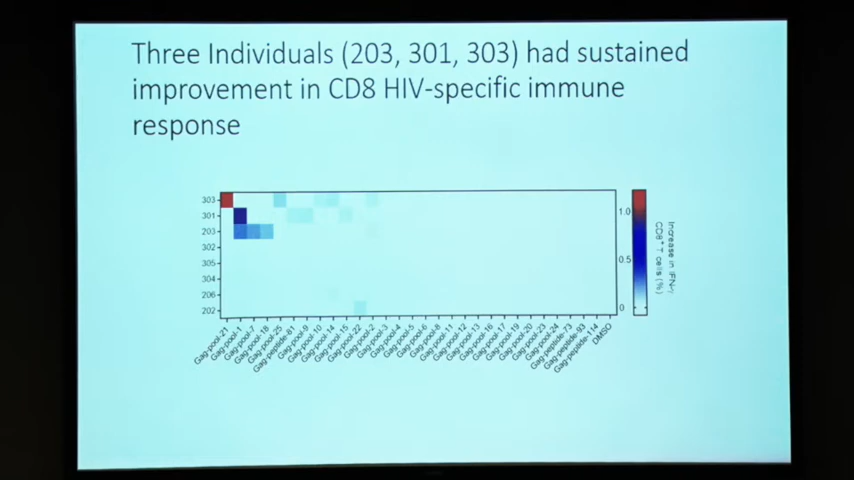 Three Individuals (203, 301, 303) had sustained
improvement in CD8 HIV-specific immune
response
303
301
203
302
305
304
206
202
Gag-pool-21
Gag-pool-1
Gag-pool-7
Gag-pool-18
Gag-pool-25
Gag-peptide-81
Gag-pool-9
Gag-pool-10
Gag-pool-14
Gag-pool-15
Gag-pool-22
Gag-pool-2
Gag-pool-3
Gag-pool-4
Gag-pool-5
Gag-pool-6
Gag-pool-8
Gag-pool-11
Gag-pool-12
Gag-pool-13
Gag-pool-16
Gag-pool-17
Gag-pool-19
Gag-pool-20
Gag-pool-23
Gag-pool-24
Gag-peptide-73
Gag-peptide-93
Gag-peptide-114
DMSO
1.0
0.5
0
Increase in IFN-γ
CD8⁺ T cells (%)